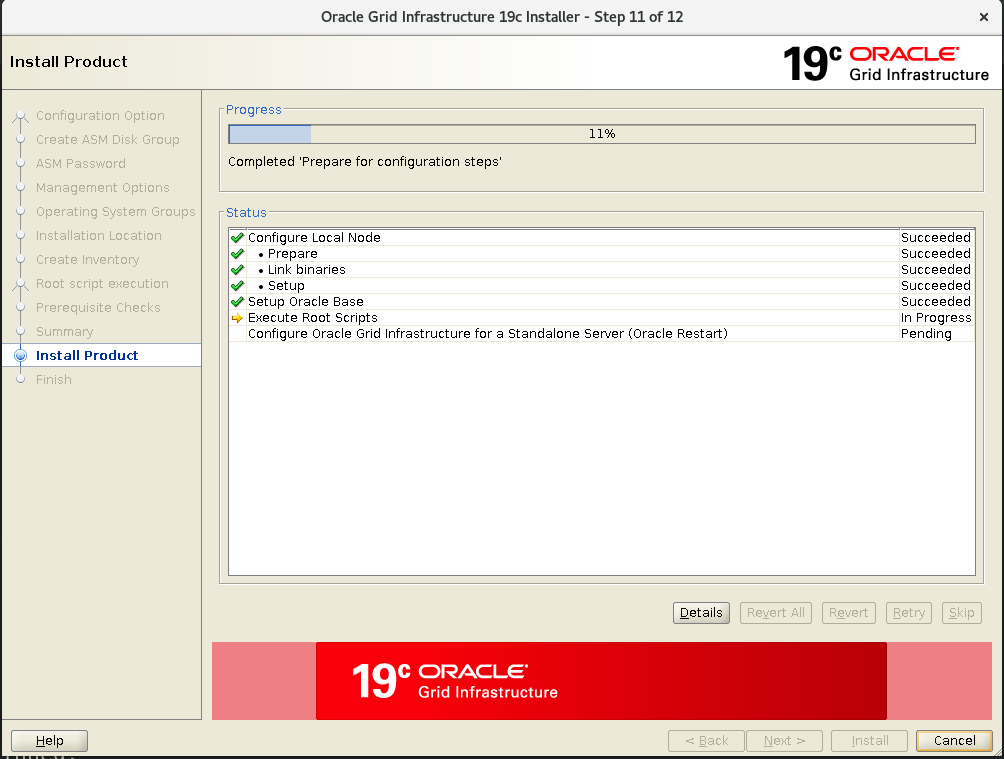 Oracle Grid Infrastructure 19c Installer - Step 11 of 12
Install Product
19c ORACLE
Grid Infrastructure
Configuration Option
Create ASM Disk Group
ASM Password
Management Options
Operating System Groups
Installation Location
Create Inventory
Root script execution
Prerequisite Checks
Summary
Install Product
Finish
Progress
11%
Completed 'Prepare for configuration steps'
Status
Configure Local Node Succeeded
• Prepare Succeeded
• Link binaries Succeeded
• Setup Succeeded
Setup Oracle Base Succeeded
Execute Root Scripts In Progress
Configure Oracle Grid Infrastructure for a Standalone Server (Oracle Restart) Pending
Details Revert All Revert Retry Skip
19c ORACLE
Grid Infrastructure
Help < Back Next > Install Cancel